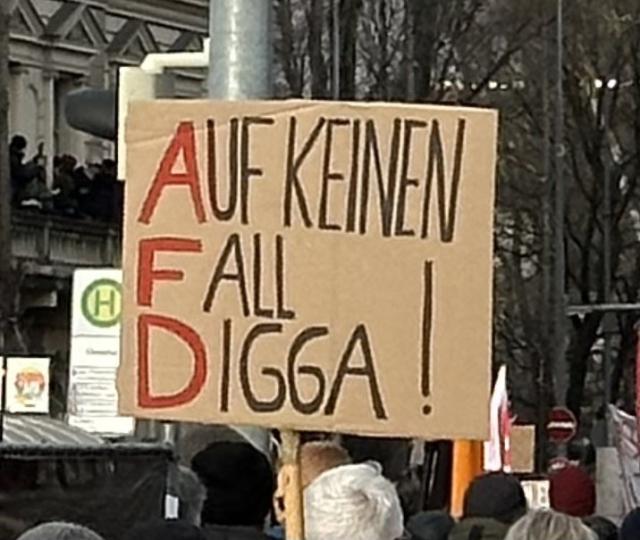 AUF KEINEN
FALL
DIGGA!
H